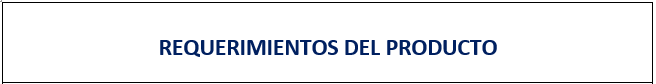 REQUERIMIENTOS DEL PRODUCTO